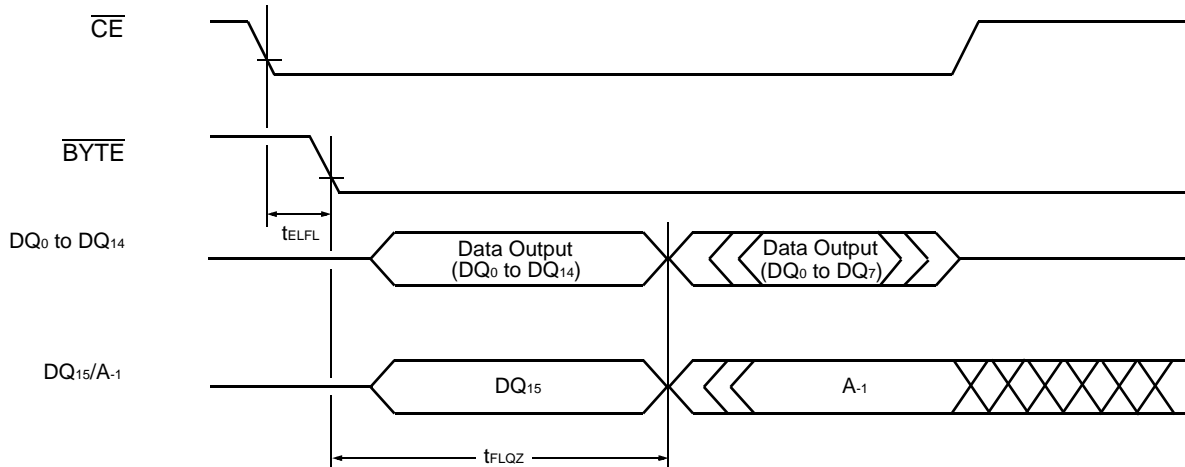 CE
BYTE
tELFL
DQ0 to DQ14
Data Output
(DQ0 to DQ14)
Data Output
(DQ0 to DQ7)
DQ15/A-1
DQ15
A-1
tFLQZ